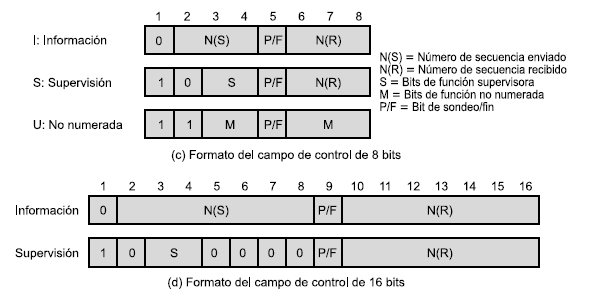 1 2 3 4 5 6 7 8
I: Información 0 N(S) P/F N(R)
S: Supervisión 1 0 S P/F N(R)
U: No numerada 1 1 M P/F M
N(S) = Número de secuencia enviado
N(R) = Número de secuencia recibido
S = Bits de función supervisora
M = Bits de función no numerada
P/F = Bit de sondeo/fin
(c) Formato del campo de control de 8 bits
1 2 3 4 5 6 7 8 9 10 11 12 13 14 15 16
Información 0 N(S) P/F N(R)
Supervisión 1 0 S 0 0 0 0 P/F N(R)
(d) Formato del campo de control de 16 bits